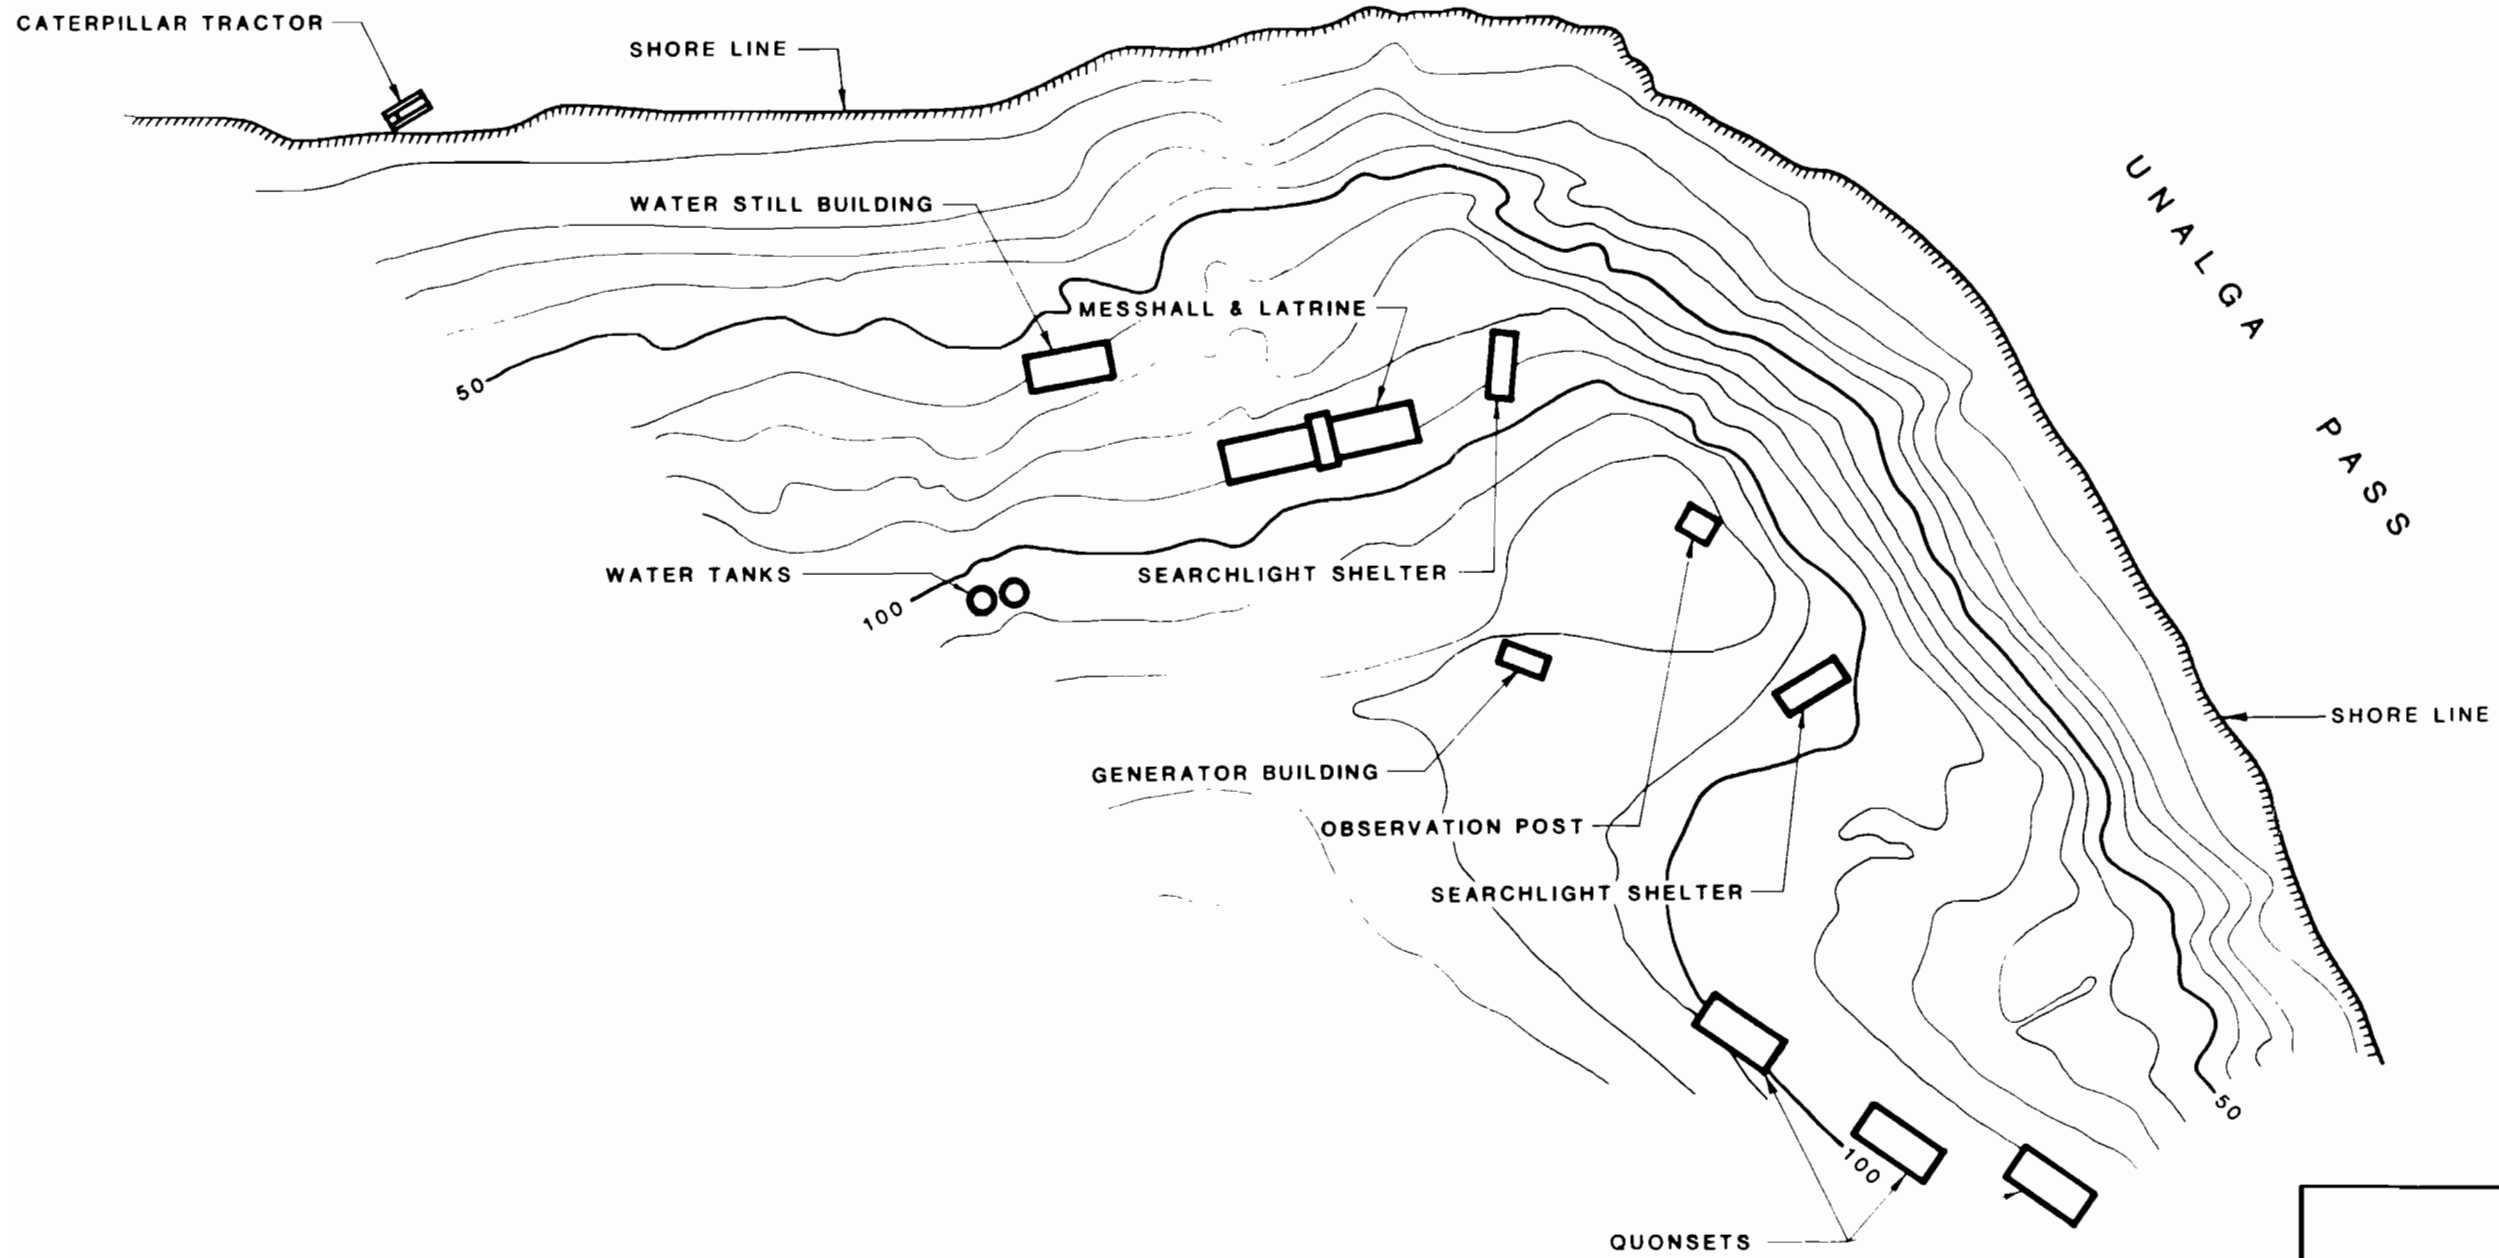 CATERPILLAR TRACTOR
SHORE LINE
UNALGA PASS
WATER STILL BUILDING
MESSHALL & LATRINE
50
WATER TANKS
SEARCHLIGHT SHELTER
100
SHORE LINE
GENERATOR BUILDING
OBSERVATION POST
SEARCHLIGHT SHELTER
50
100
QUONSETS